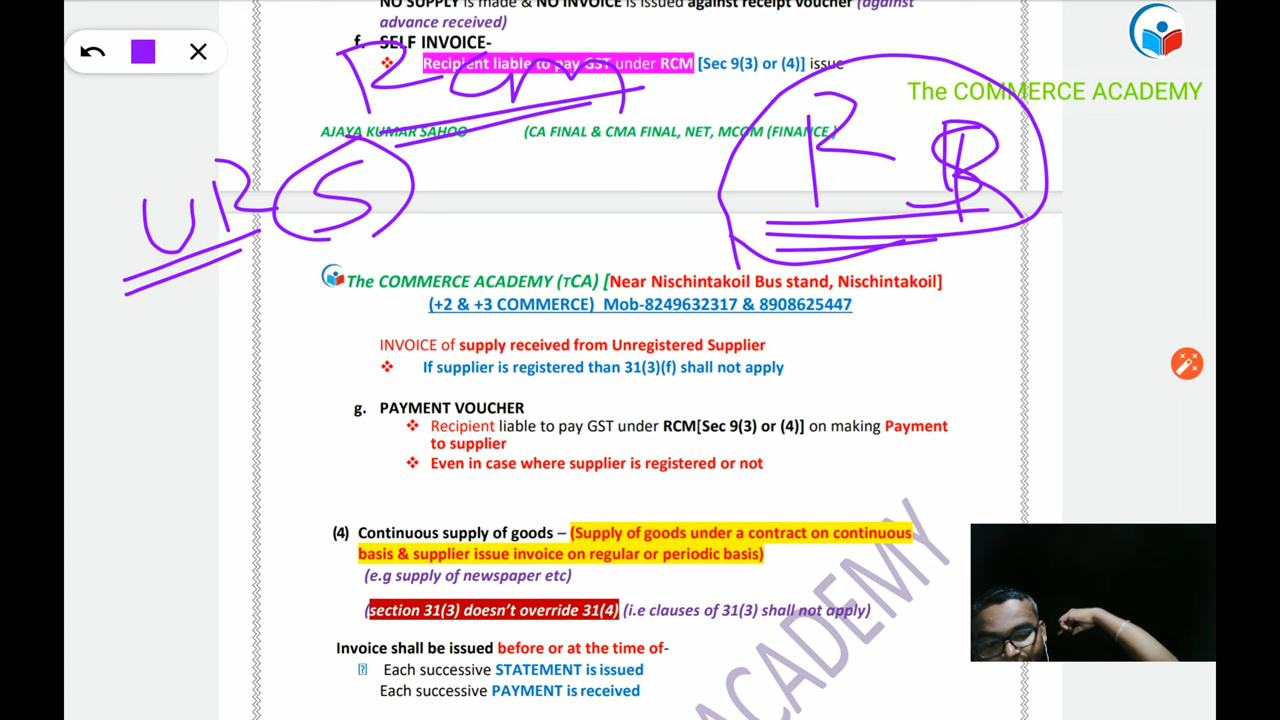 NO SUPPLY is made & NO INVOICE is issued against receipt voucher (against
advance received)
f. SELF INVOICE-
❖ Recipient liable to pay GST under RCM [Sec 9(3) or (4)] issue
The COMMERCE ACADEMY
Rcm
AJAYA KUMAR SAHOO (CA FINAL & CMA FINAL, NET, MCOM (FINANCE)
URS
R
The COMMERCE ACADEMY (TCA) [Near Nischintakoil Bus stand, Nischintakoil]
(+2 & +3 COMMERCE) Mob-8249632317 & 8908625447
INVOICE of supply received from Unregistered Supplier
❖ If supplier is registered than 31(3)(f) shall not apply
g. PAYMENT VOUCHER
❖ Recipient liable to pay GST under RCM[Sec 9(3) or (4)] on making Payment
to supplier
❖ Even in case where supplier is registered or not
(4) Continuous supply of goods – (Supply of goods under a contract on continuous
basis & supplier issue invoice on regular or periodic basis)
(e.g supply of newspaper etc)
(section 31(3) doesn't override 31(4) (i.e clauses of 31(3) shall not apply)
Invoice shall be issued before or at the time of-
Each successive STATEMENT is issued
Each successive PAYMENT is received
ACADEMY